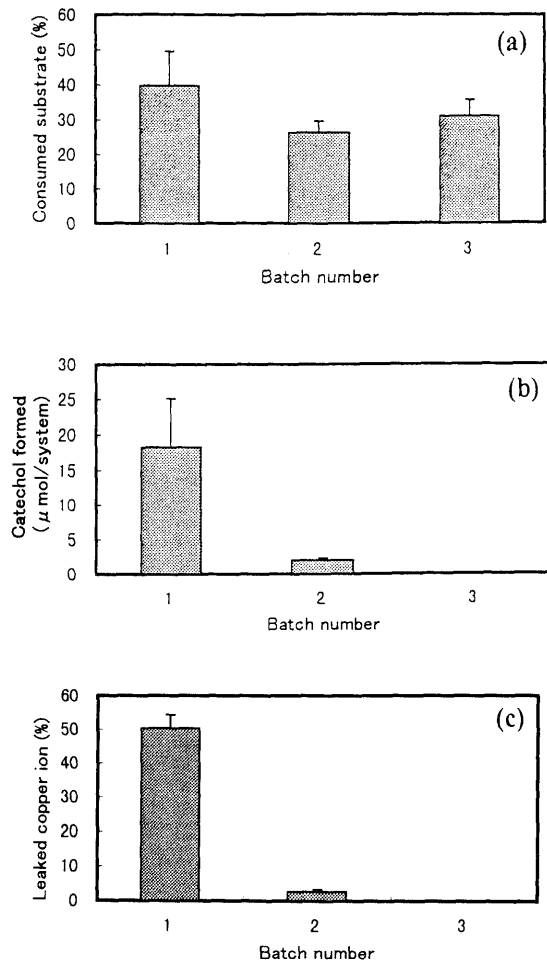 (a)
Consumed substrate (%)
60
50
40
30
20
10
0
1 2 3
Batch number
(b)
Catechol formed
( μ mol/system)
30
25
20
15
10
5
0
1 2 3
Batch number
(c)
Leaked copper ion (%)
60
50
40
30
20
10
0
1 2 3
Batch number